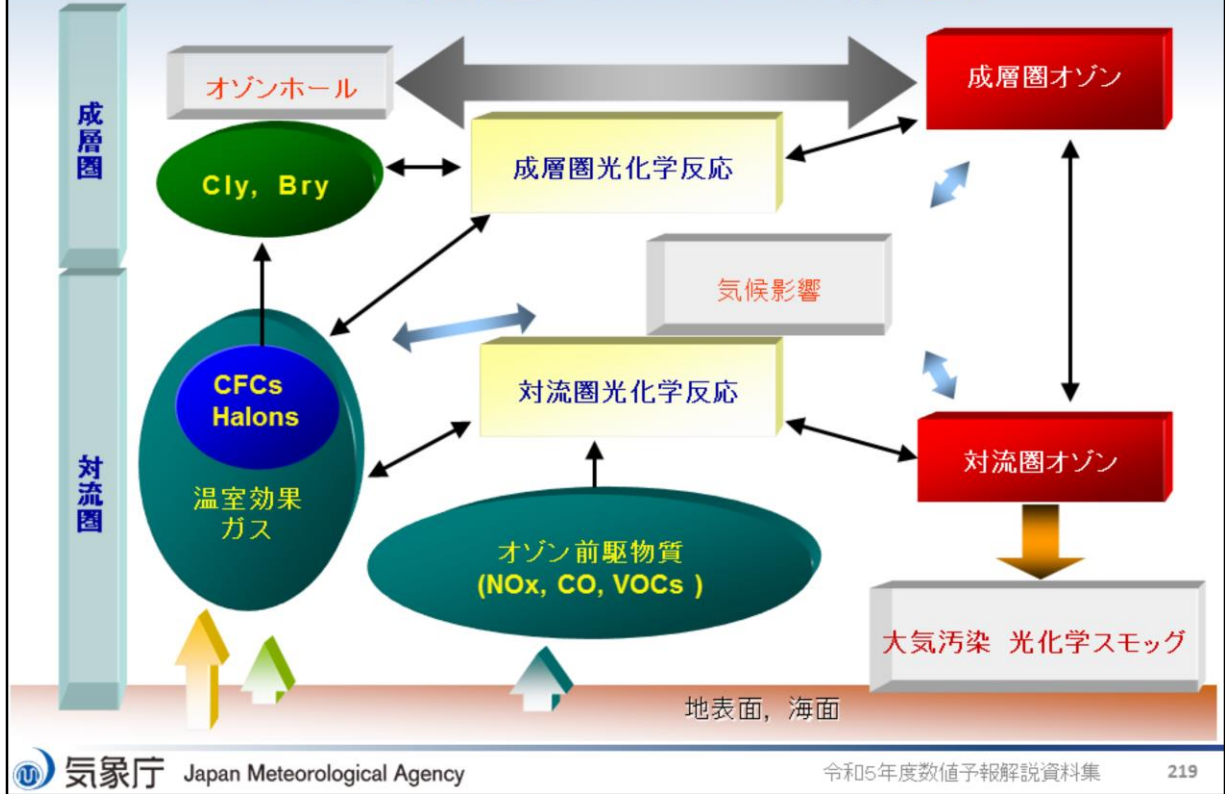 成層圏
オゾンホール
成層圏オゾン
Cly, Bry
成層圏光化学反応
気候影響
対流圏
CFCs
Halons
温室効果
ガス
対流圏光化学反応
対流圏オゾン
オゾン前駆物質
(NOx, CO, VOCs )
大気汚染 光化学スモッグ
地表面, 海面
気象庁 Japan Meteorological Agency
令和5年度数値予報解説資料集 219